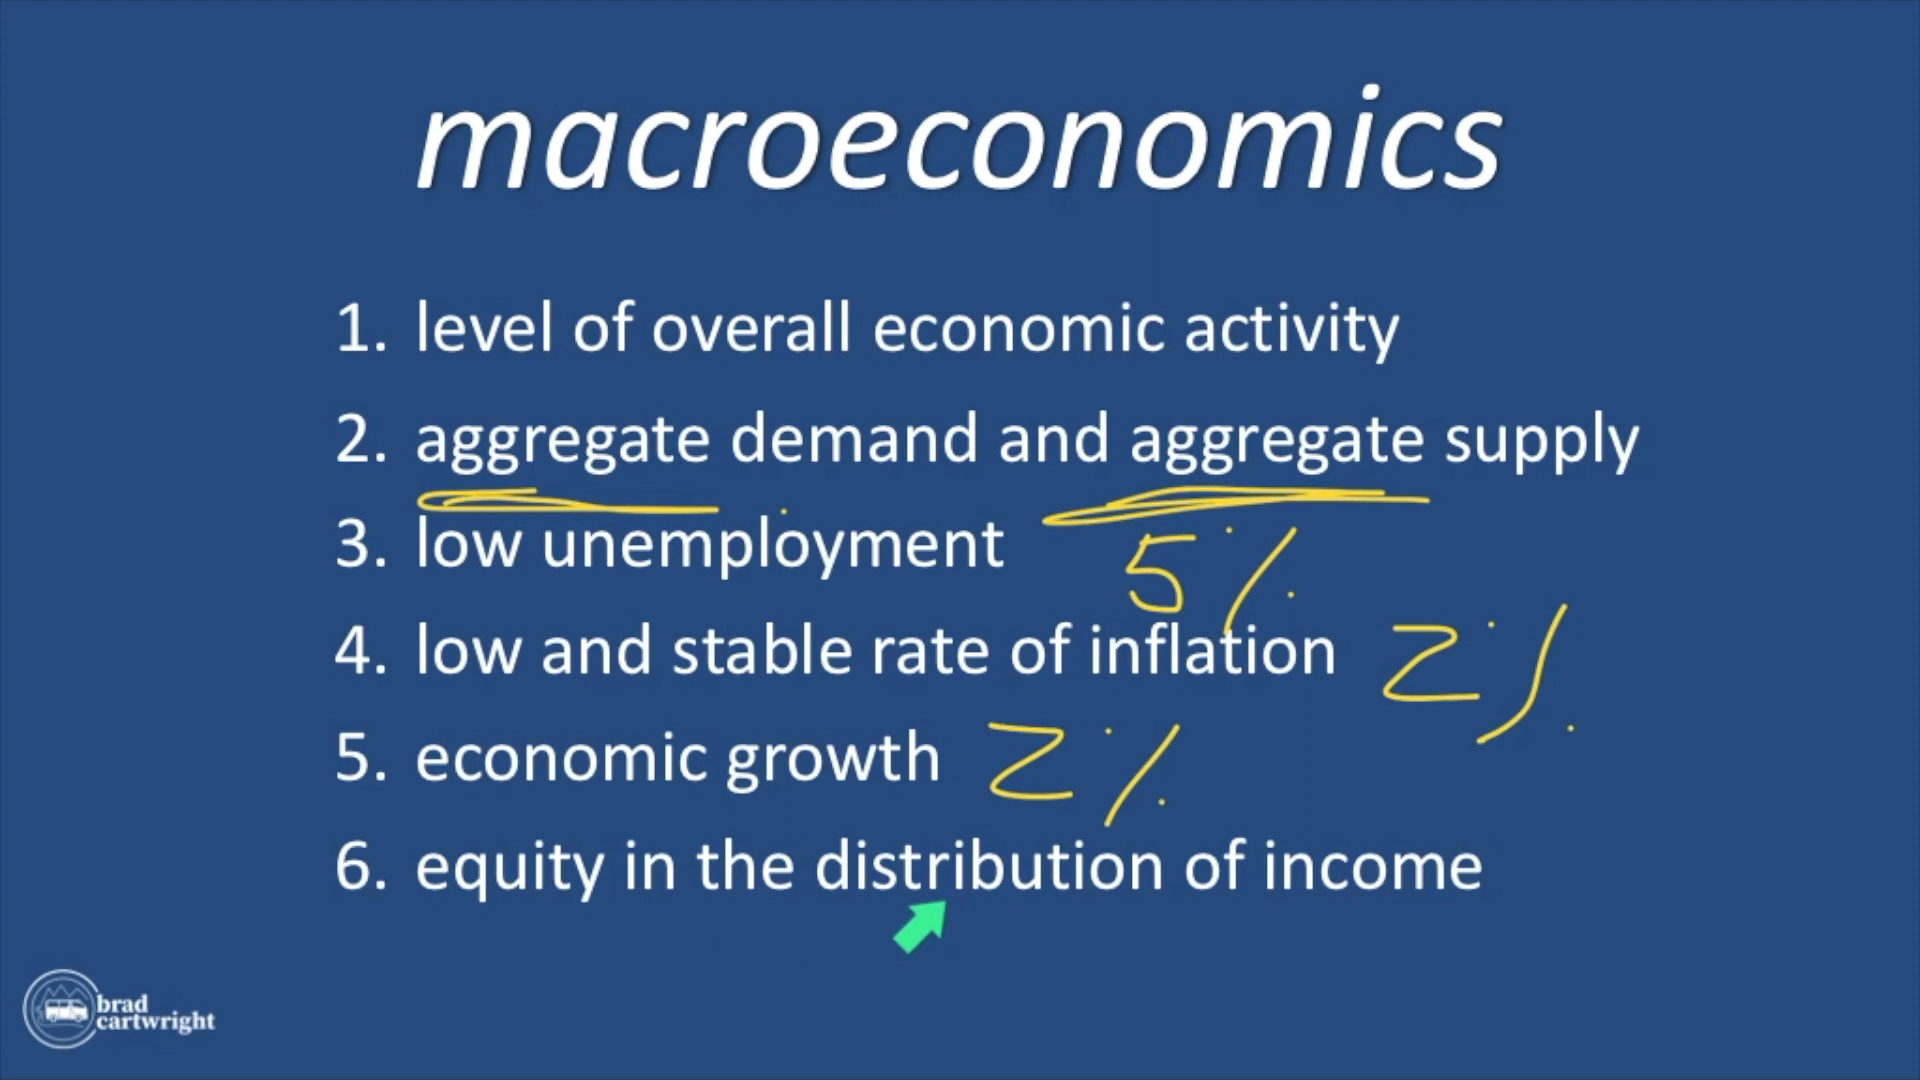 macroeconomics
1. level of overall economic activity
2. aggregate demand and aggregate supply
3. low unemployment 5%
4. low and stable rate of inflation 2%
5. economic growth 2%
6. equity in the distribution of income
brad
cartwright